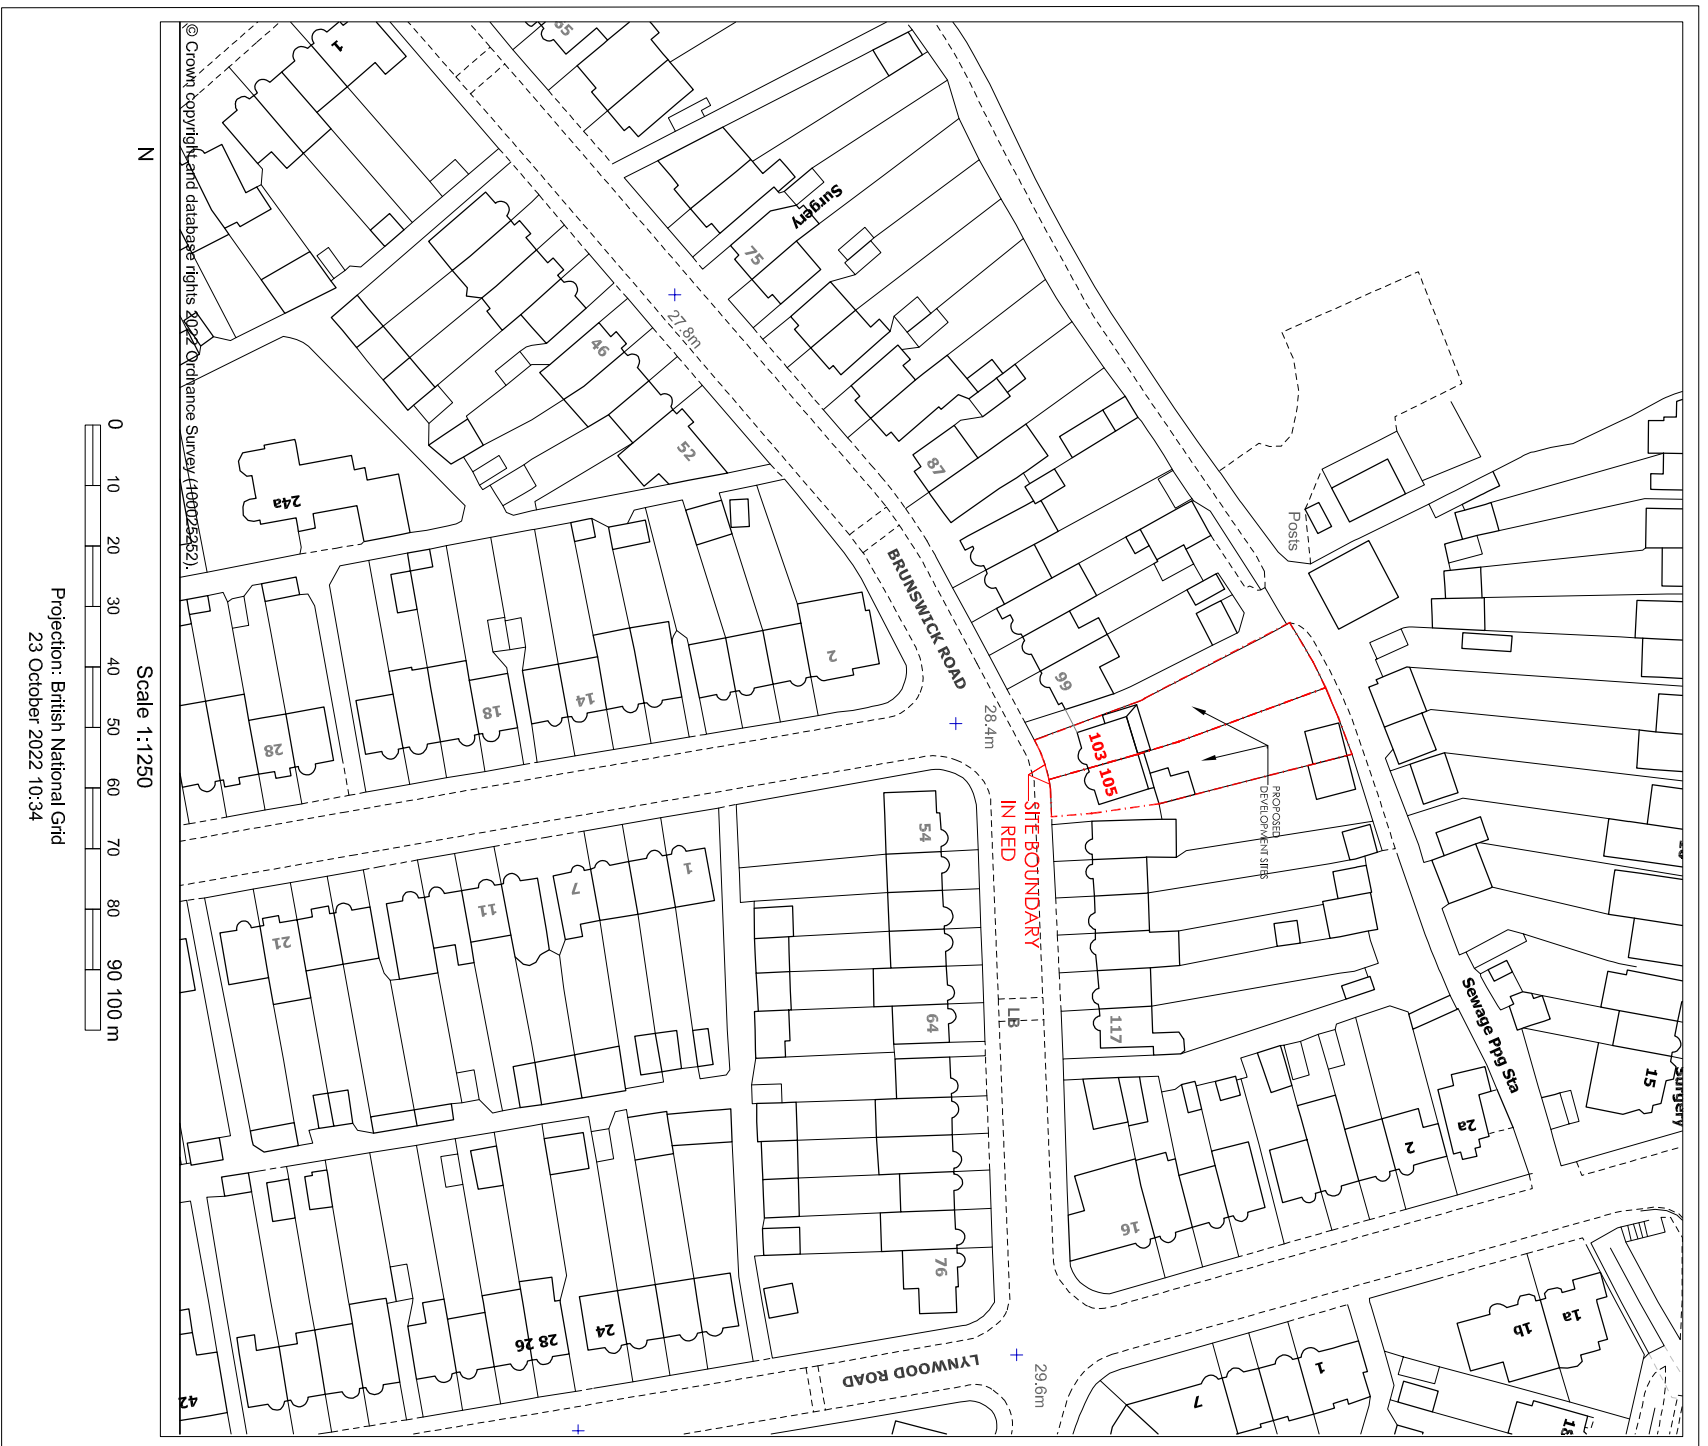 65
1
Surgery
75
27.8m
46
52
87
24a
Posts
BRUNSWICK ROAD
2
99
14
18
28
28.4m
103
105
PROPOSED
DEVELOPMENT SITES
SITE BOUNDARY
IN RED
54
1
7
11
21
64
LB
117
Sewage Ppg Sta
15
Surgery
2a
2
16
76
1a
1b
24
28 26
LYNWOOD ROAD
29.6m
1
7
42
© Crown copyright and database rights 2022 Ordnance Survey (100025252).
N
Scale 1:1250
0 10 20 30 40 50 60 70 80 90 100 m
Projection: British National Grid
23 October 2022 10:34